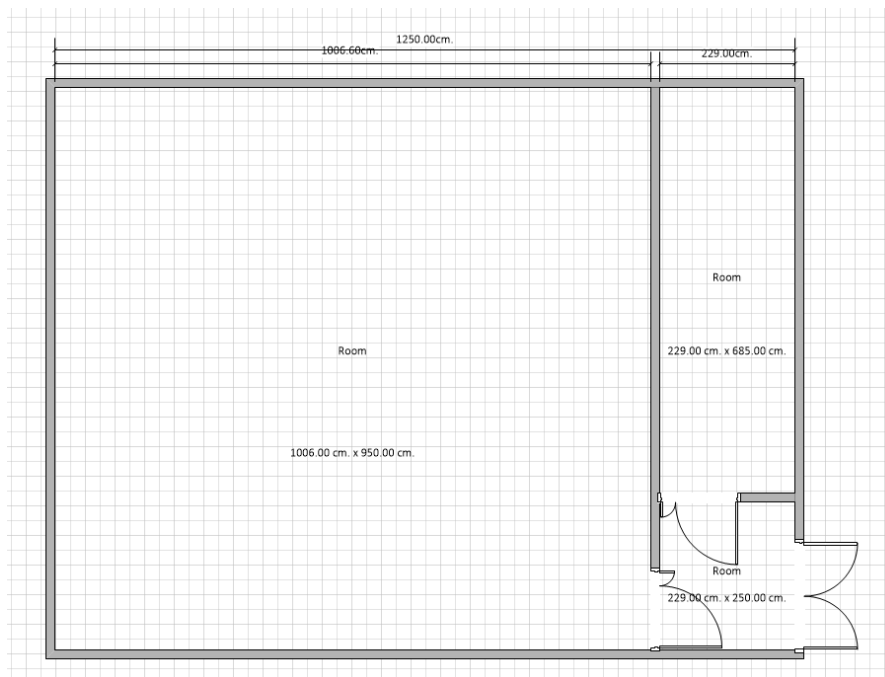 1250.00cm.
1006.60cm.
229.00cm.
Room
229.00 cm. x 685.00 cm.
Room
1006.00 cm. x 950.00 cm.
Room
229.00 cm. x 250.00 cm.